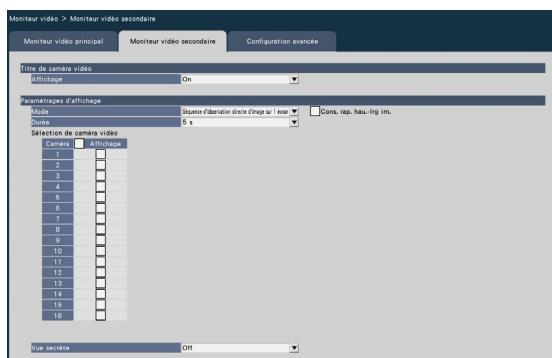 Moniteur vidéo > Moniteur vidéo secondaire
Moniteur vidéo principal Moniteur vidéo secondaire Configuration avancée
Titre de caméra vidéo
Affichage On
Paramétrages d'affichage
Mode Séquence d'observation directe d'image sur 1 écran Cons. rap. hau.-lrg im.
Durée 5 s
Sélection de caméra vidéo
Caméra Affichage
1
2
3
4
5
6
7
8
9
10
11
12
13
14
15
16
Vue secrète Off